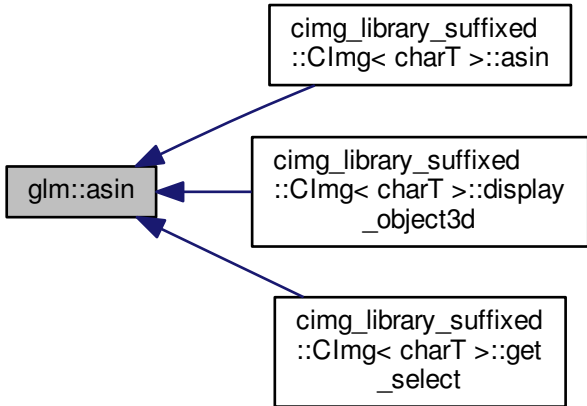 cimg_library_suffixed
::CImg< charT >::asin
glm::asin
cimg_library_suffixed
::CImg< charT >::display
_object3d
cimg_library_suffixed
::CImg< charT >::get
_select